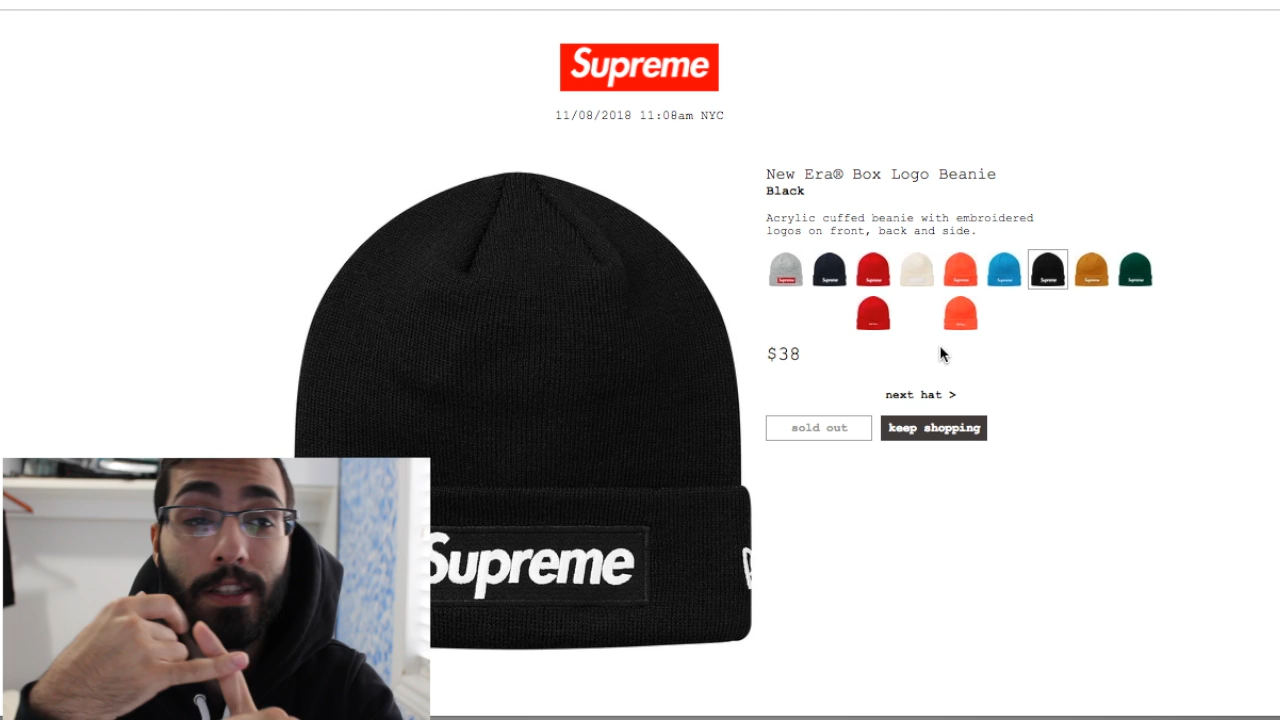 Supreme
11/08/2018 11:08am NYC
New Era® Box Logo Beanie
Black
Acrylic cuffed beanie with embroidered
logos on front, back and side.
$38
next hat >
sold out
keep shopping
Supreme